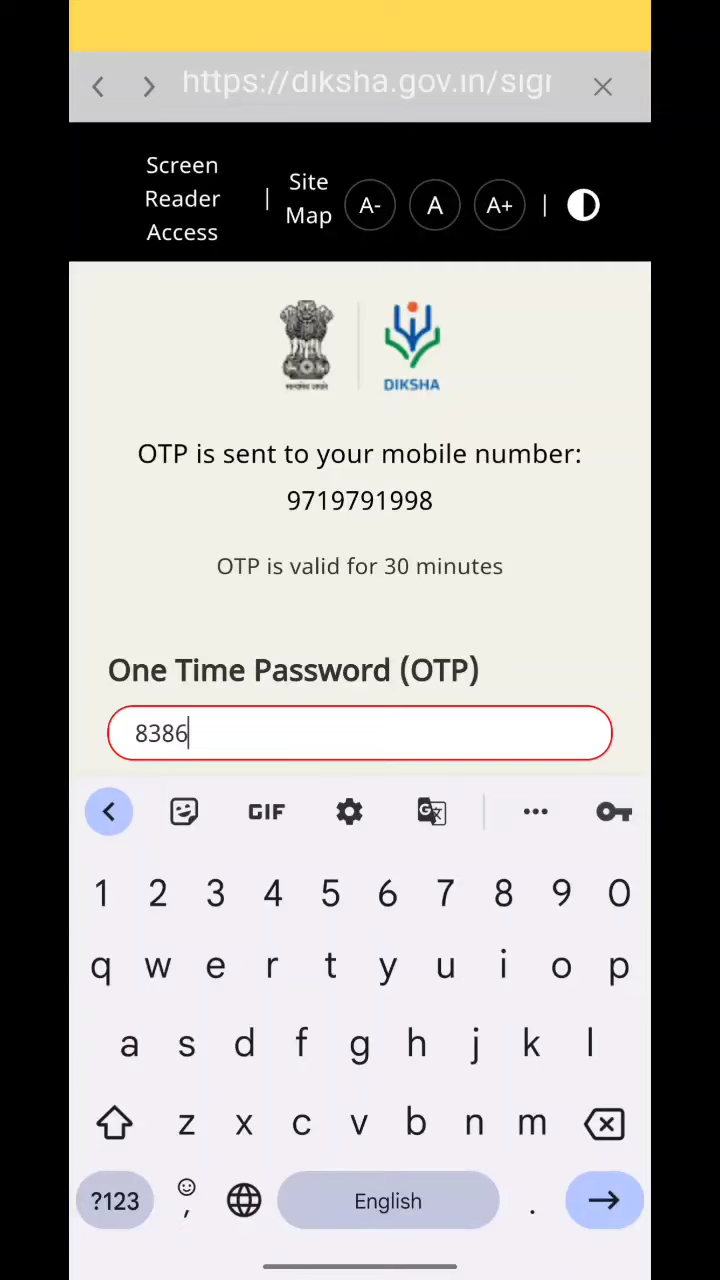 https://diksha.gov.in/sigr
Screen
Reader
Access
|
Site
Map
A-
A
A+
|
DIKSHA
OTP is sent to your mobile number:
9719791998
OTP is valid for 30 minutes
One Time Password (OTP)
8386
GIF
1 2 3 4 5 6 7 8 9 0
q w e r t y u i o p
a s d f g h j k l
z x c v b n m
?123 , English .